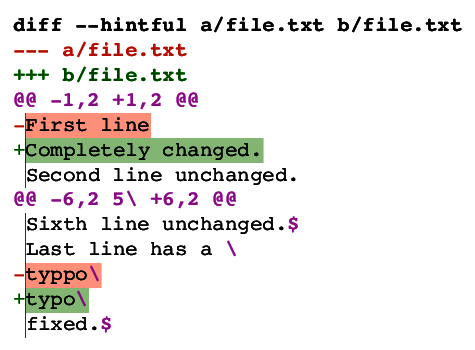 diff --hintful a/file.txt b/file.txt
--- a/file.txt
+++ b/file.txt
@@ -1,2 +1,2 @@
-First line
+Completely changed.
Second line unchanged.
@@ -6,2 5\ +6,2 @@
Sixth line unchanged.$
Last line has a \
-typpo\
+typo\
fixed.$